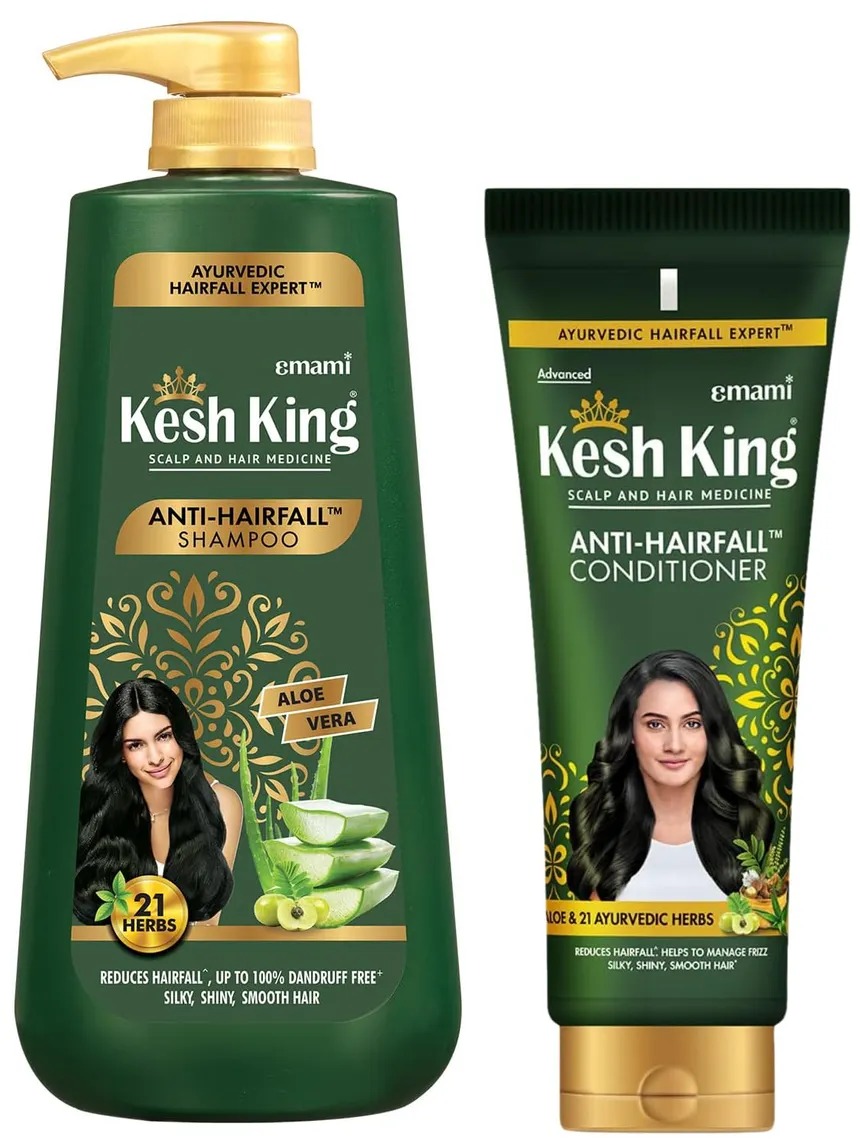 AYURVEDIC
HAIRFALL EXPERT™
emami*
Kesh King®
SCALP AND HAIR MEDICINE
ANTI-HAIRFALL™
SHAMPOO
ALOE
VERA
21
HERBS
REDUCES HAIRFALL^, UP TO 100% DANDRUFF FREE+
SILKY, SHINY, SMOOTH HAIR
AYURVEDIC HAIRFALL EXPERT™
Advanced
emami*
Kesh King®
SCALP AND HAIR MEDICINE
ANTI-HAIRFALL™
CONDITIONER
ALOE & 21 AYURVEDIC HERBS
REDUCES HAIRFALL^. HELPS TO MANAGE FRIZZ
SILKY, SHINY, SMOOTH HAIR*